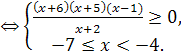 ⇔ { (x+6)(x+5)(x-1) / x+2 ≥ 0,
-7 ≤ x < -4.